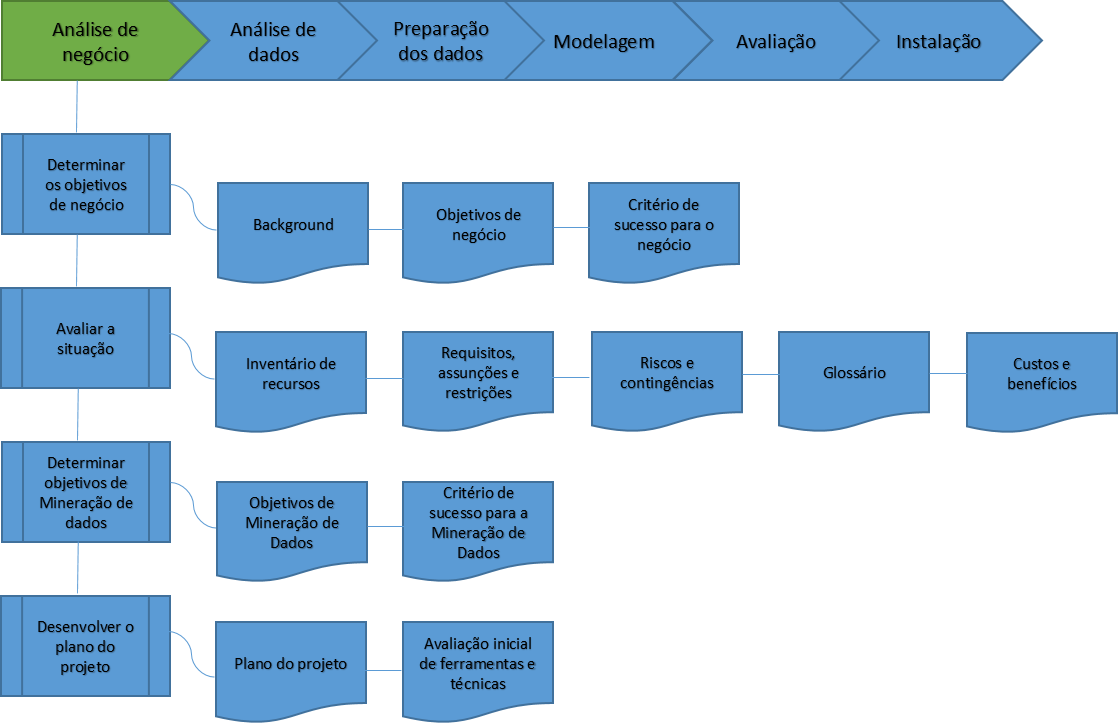 Análise de
negócio
Análise de
dados
Preparação
dos dados
Modelagem
Avaliação
Instalação
Determinar
os objetivos
de negócio
Background
Objetivos de
negócio
Critério de
sucesso para o
negócio
Avaliar a
situação
Inventário de
recursos
Requisitos,
assunções e
restrições
Riscos e
contingências
Glossário
Custos e
benefícios
Determinar
objetivos de
Mineração de
dados
Objetivos de
Mineração de
Dados
Critério de
sucesso para a
Mineração de
Dados
Desenvolver o
plano do
projeto
Plano do projeto
Avaliação inicial
de ferramentas e
técnicas